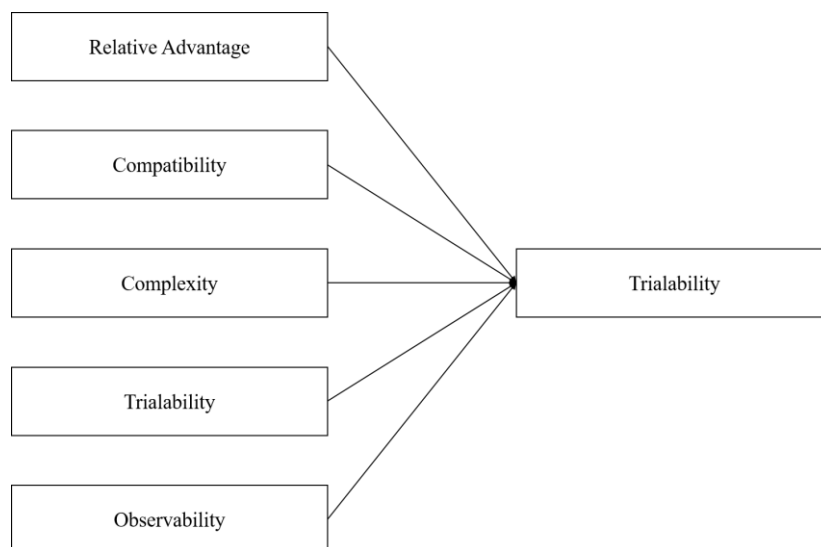 Relative Advantage
Compatibility
Complexity
Trialability
Trialability
Observability